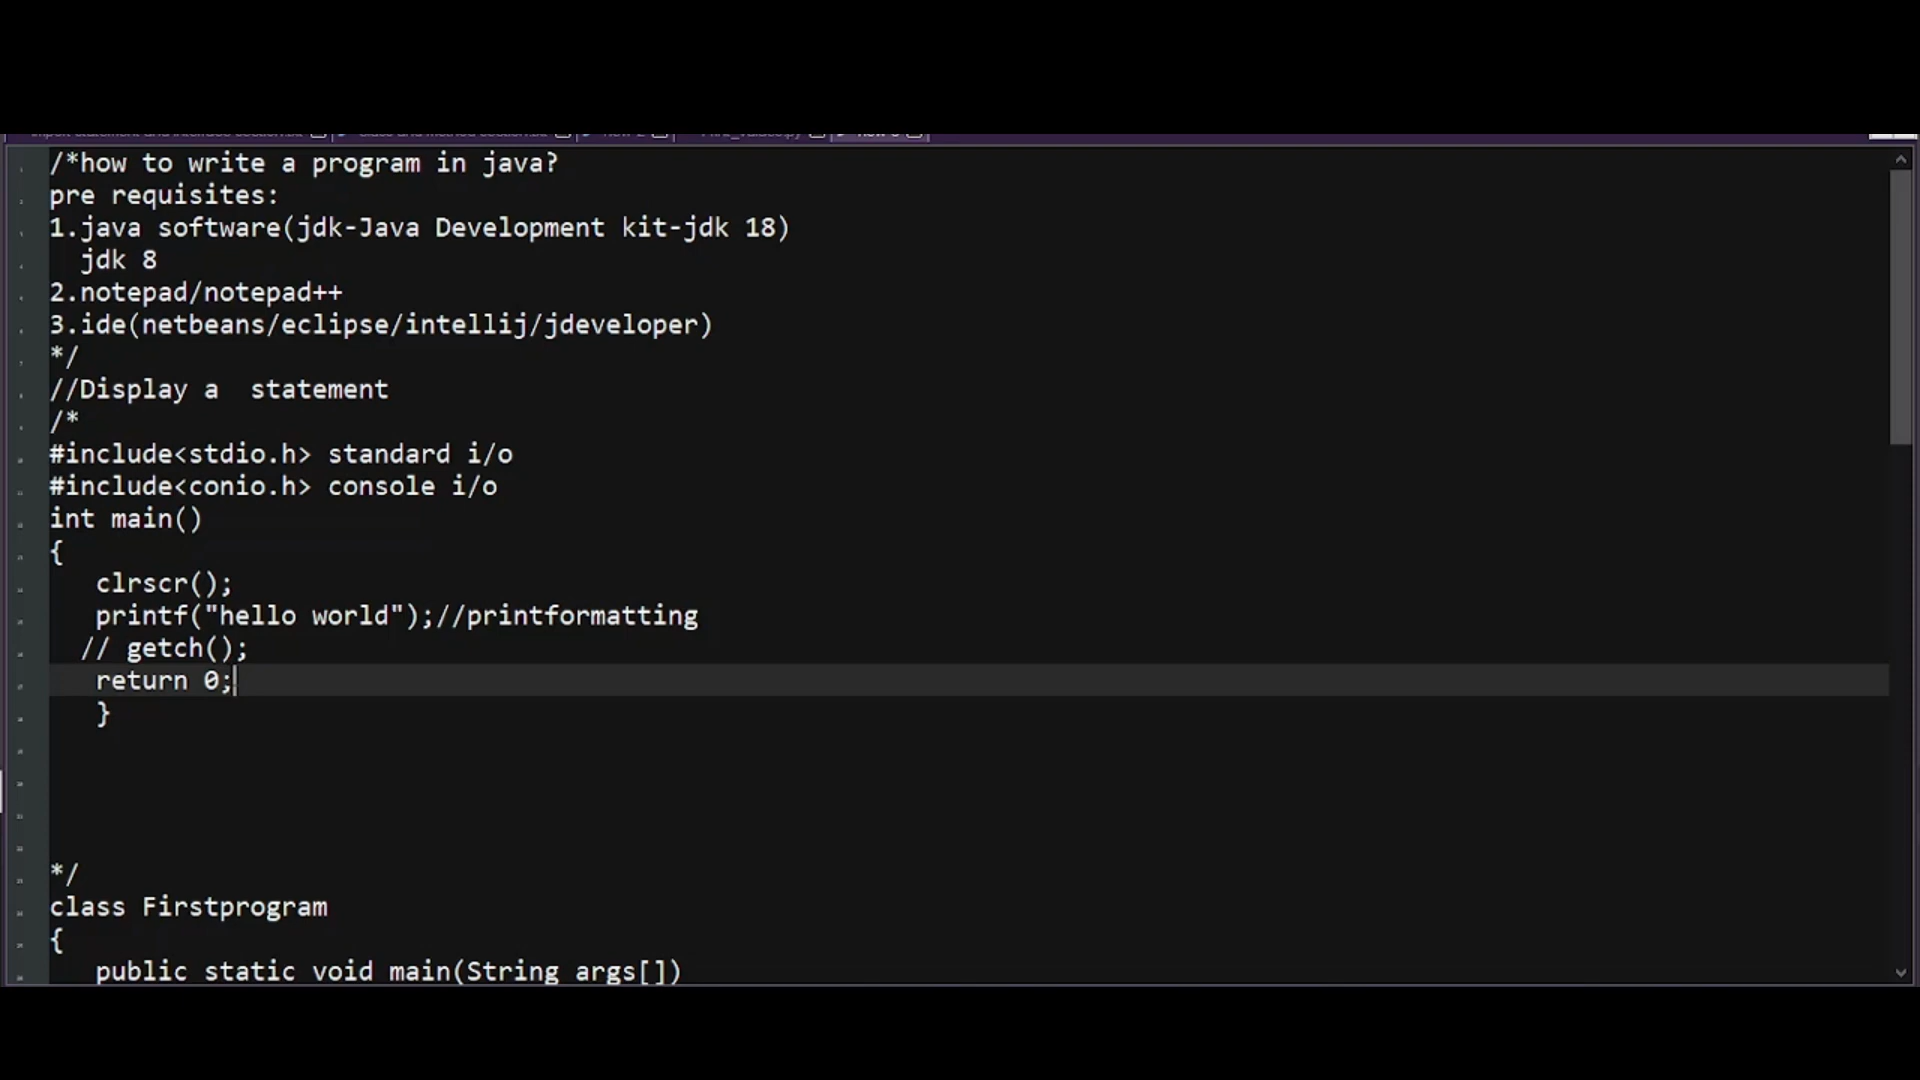 /*how to write a program in java?
pre requisites:
1.java software(jdk-Java Development kit-jdk 18)
  jdk 8
2.notepad/notepad++
3.ide(netbeans/eclipse/intellij/jdeveloper)
*/
//Display a  statement
/*
#include<stdio.h> standard i/o
#include<conio.h> console i/o
int main()
{
   clrscr();
   printf("hello world");//printformatting
  // getch();
   return 0;
   }
*/
class Firstprogram
{
   public static void main(String args[])